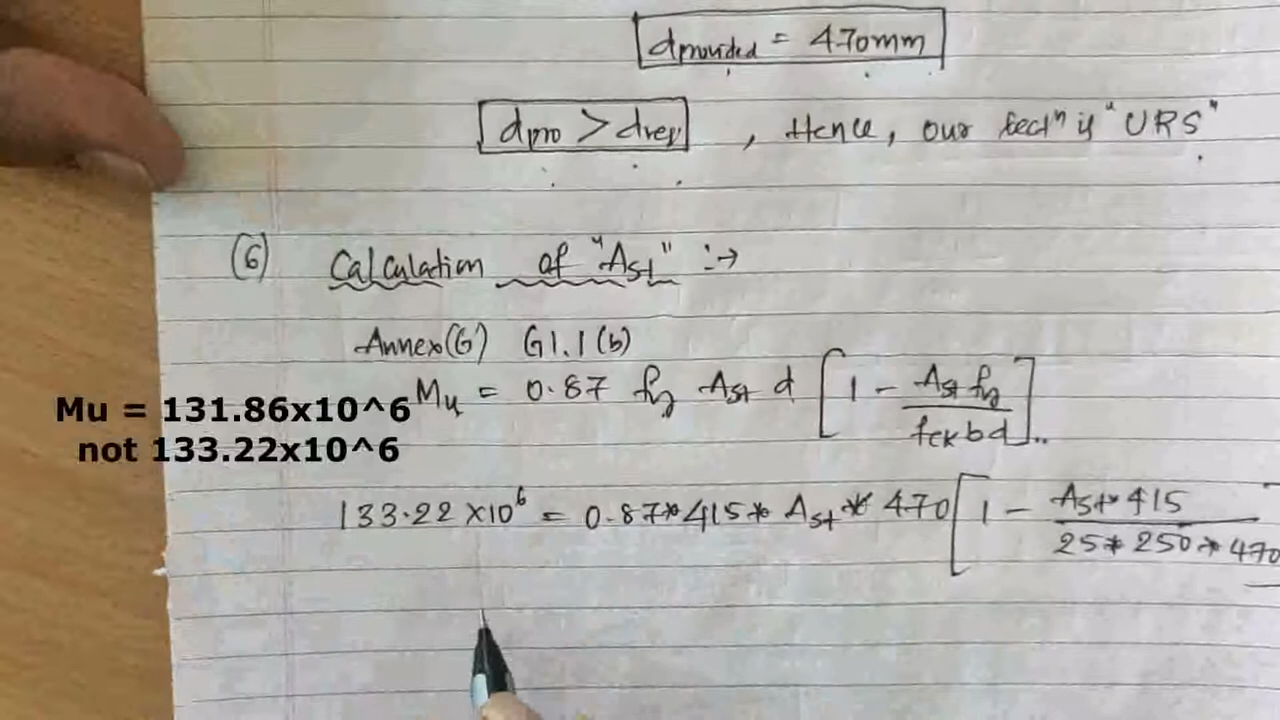 dprovided = 470mm
dpro > dreq , Hence, our sectn is "URS"
(6) Calculation of "Ast" :→
Annex(G) G1.1(b)
Mu = 0.87 fy Ast d [1 - Ast fy / fck bd]
Mu = 131.86x10^6
not 133.22x10^6
133.22 x10⁶ = 0.87*415* Ast * 470 [1 - Ast*415 / 25*250*470